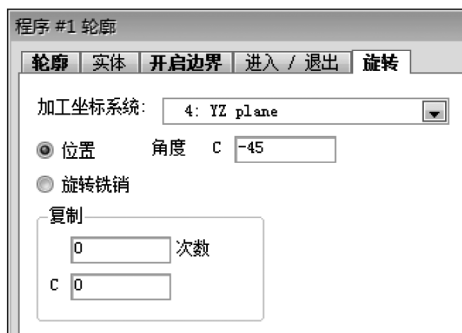 程序 #1 轮廓
轮廓 实体 开启边界 进入 / 退出 旋转
加工坐标系统: 4: YZ plane
位置 角度 C -45
旋转铣销
复制
0 次数
C 0